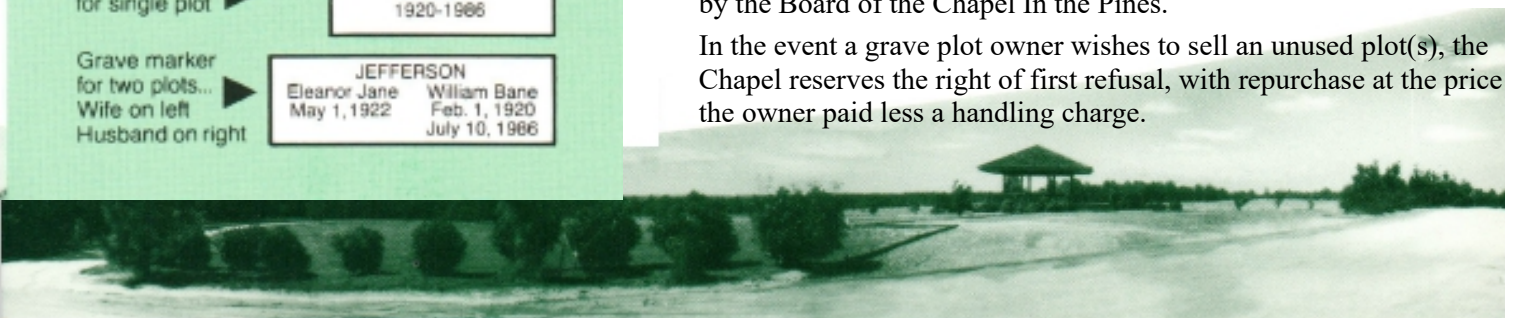 for single plot
1920-1986
Grave marker
for two plots...
Wife on left
Husband on right
JEFFERSON
Eleanor Jane William Bane
May 1, 1922 Feb. 1, 1920
July 10, 1986
by the Board of the Chapel In the Pines.
In the event a grave plot owner wishes to sell an unused plot(s), the
Chapel reserves the right of first refusal, with repurchase at the price
the owner paid less a handling charge.